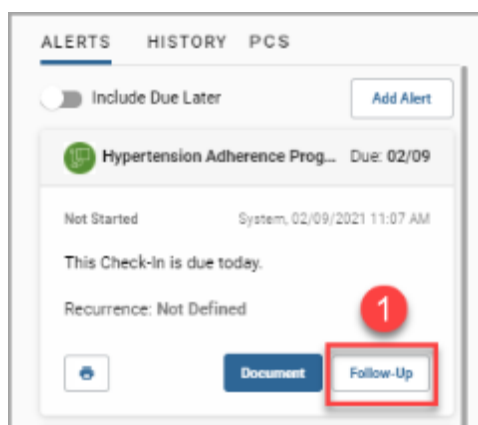 ALERTS HISTORY PCS
Include Due Later Add Alert
Hypertension Adherence Prog... Due: 02/09
Not Started System, 02/09/2021 11:07 AM
This Check-In is due today.
Recurrence: Not Defined
1
Document Follow-Up